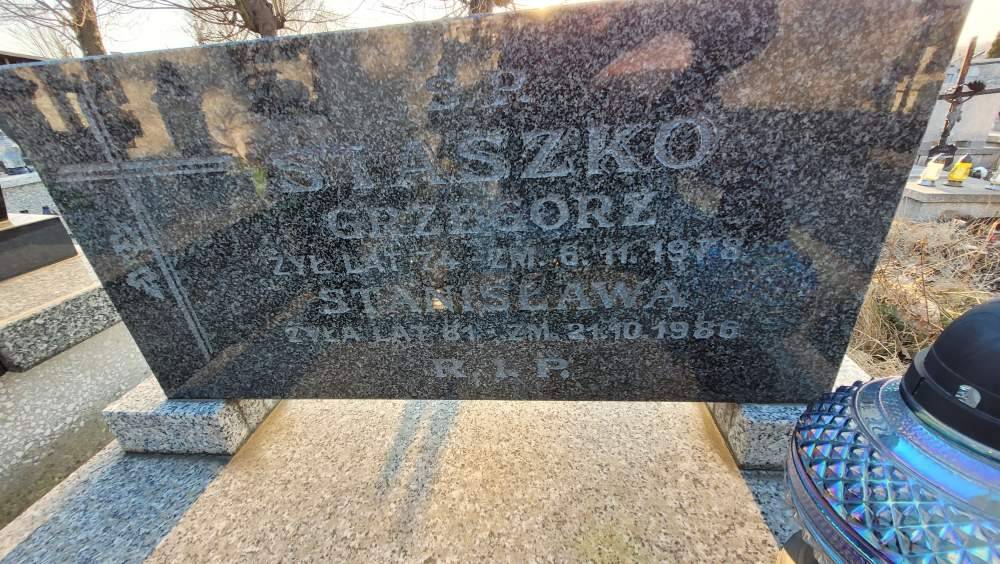 Ś. P.
STASZKO
GRZEGORZ
ŻYŁ LAT 74 ZM. 6. 11. 1978.
STANISŁAWA
ŻYŁA LAT 81. ZM. 21.10.1986
R. I. P.